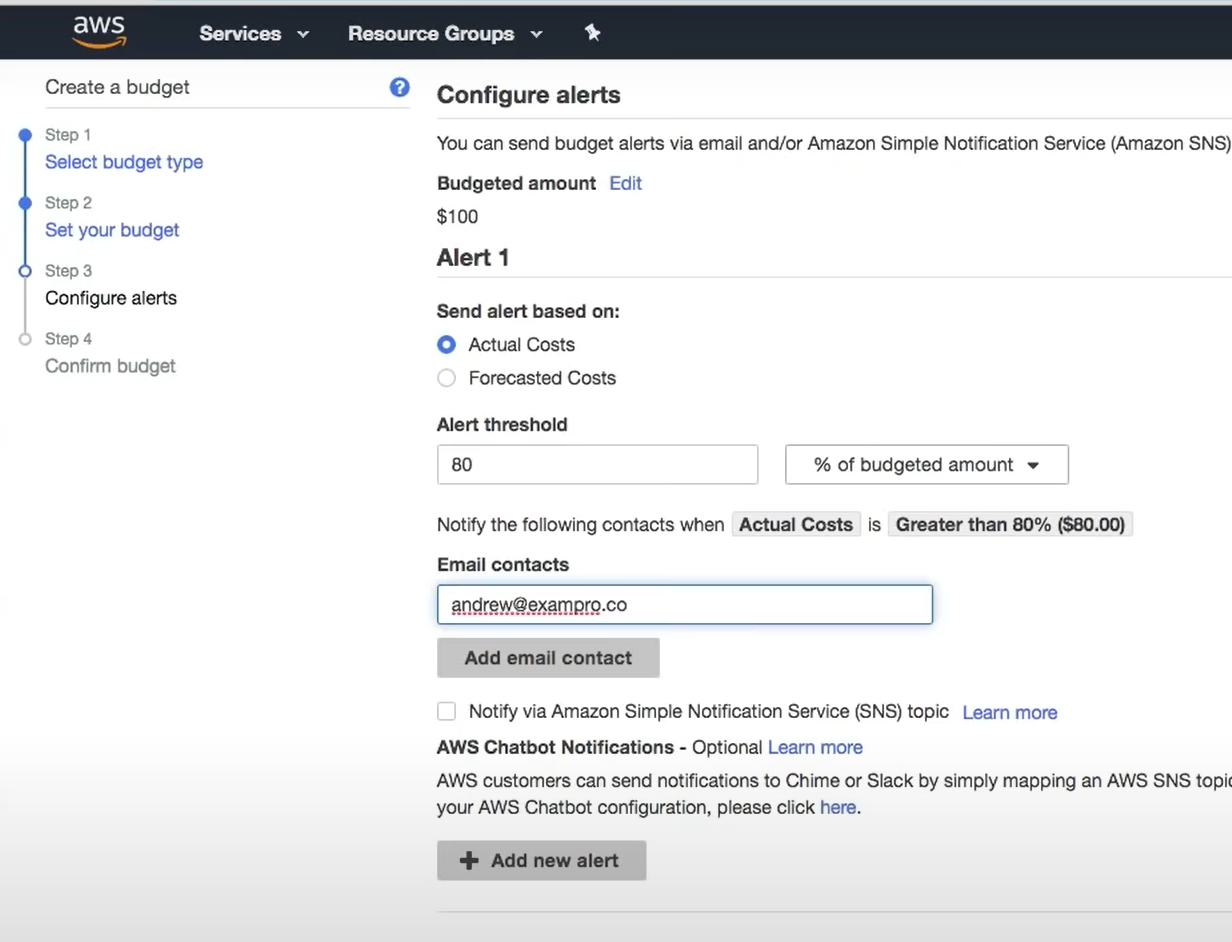 aws
Services
Resource Groups
Create a budget
?
Step 1
Select budget type
Step 2
Set your budget
Step 3
Configure alerts
Step 4
Confirm budget
Configure alerts
You can send budget alerts via email and/or Amazon Simple Notification Service (Amazon SNS)
Budgeted amount Edit
$100
Alert 1
Send alert based on:
Actual Costs
Forecasted Costs
Alert threshold
80
% of budgeted amount
Notify the following contacts when Actual Costs is Greater than 80% ($80.00)
Email contacts
andrew@exampro.co
Add email contact
Notify via Amazon Simple Notification Service (SNS) topic Learn more
AWS Chatbot Notifications - Optional Learn more
AWS customers can send notifications to Chime or Slack by simply mapping an AWS SNS
your AWS Chatbot configuration, please click here.
Add new alert